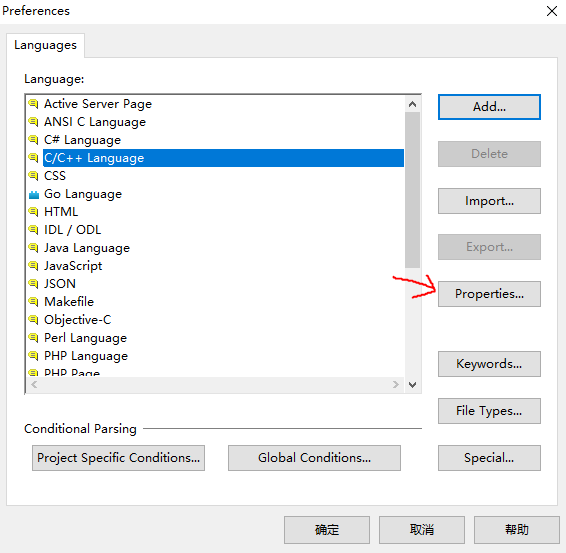 Preferences
Languages
Language:
Active Server Page
ANSI C Language
C# Language
C/C++ Language
CSS
Go Language
HTML
IDL / ODL
Java Language
JavaScript
JSON
Makefile
Objective-C
Perl Language
PHP Language
PHP Page
Add...
Delete
Import...
Export...
Properties...
Keywords...
File Types...
Special...
Conditional Parsing
Project Specific Conditions...
Global Conditions...
确定
取消
帮助